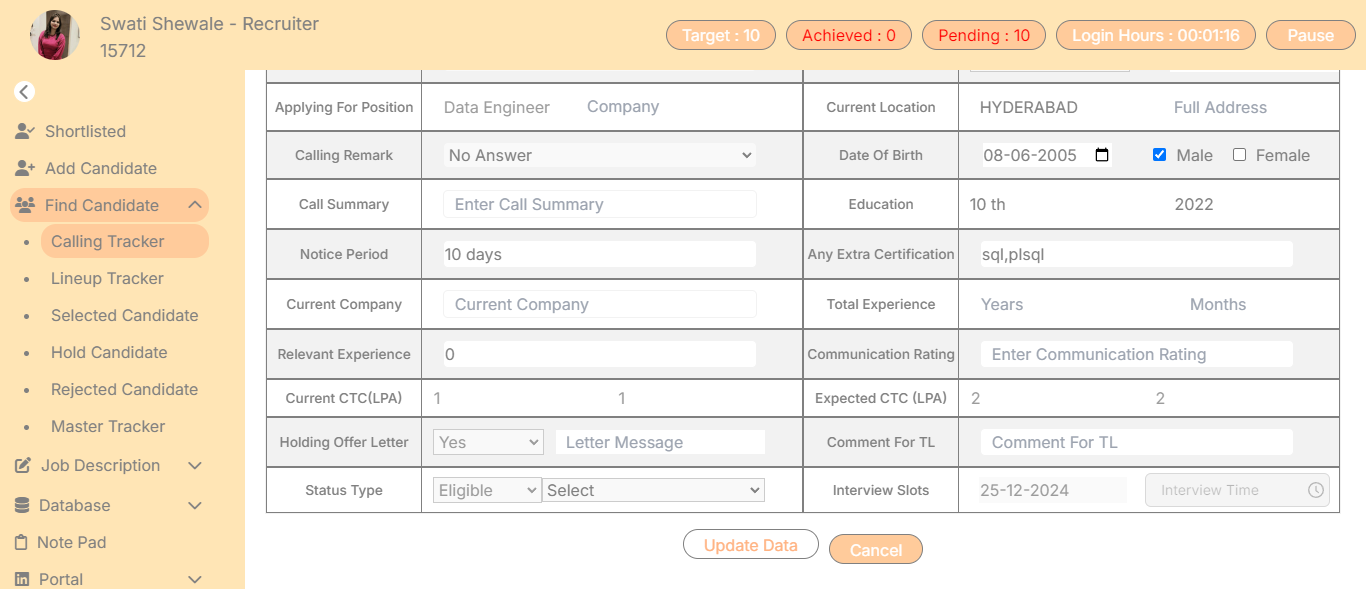 Swati Shewale - Recruiter
15712
Target : 10
Achieved : 0
Pending : 10
Login Hours : 00:01:16
Pause
Shortlisted
Add Candidate
Find Candidate
Calling Tracker
Lineup Tracker
Selected Candidate
Hold Candidate
Rejected Candidate
Master Tracker
Job Description
Database
Note Pad
Portal
Applying For Position Data Engineer Company Current Location HYDERABAD Full Address
Calling Remark No Answer Date Of Birth 08-06-2005 Male Female
Call Summary Enter Call Summary Education 10 th 2022
Notice Period 10 days Any Extra Certification sql,plsql
Current Company Current Company Total Experience Years Months
Relevant Experience 0 Communication Rating Enter Communication Rating
Current CTC(LPA) 1 1 Expected CTC (LPA) 2 2
Holding Offer Letter Yes Letter Message Comment For TL Comment For TL
Status Type Eligible Select Interview Slots 25-12-2024 Interview Time
Update Data Cancel